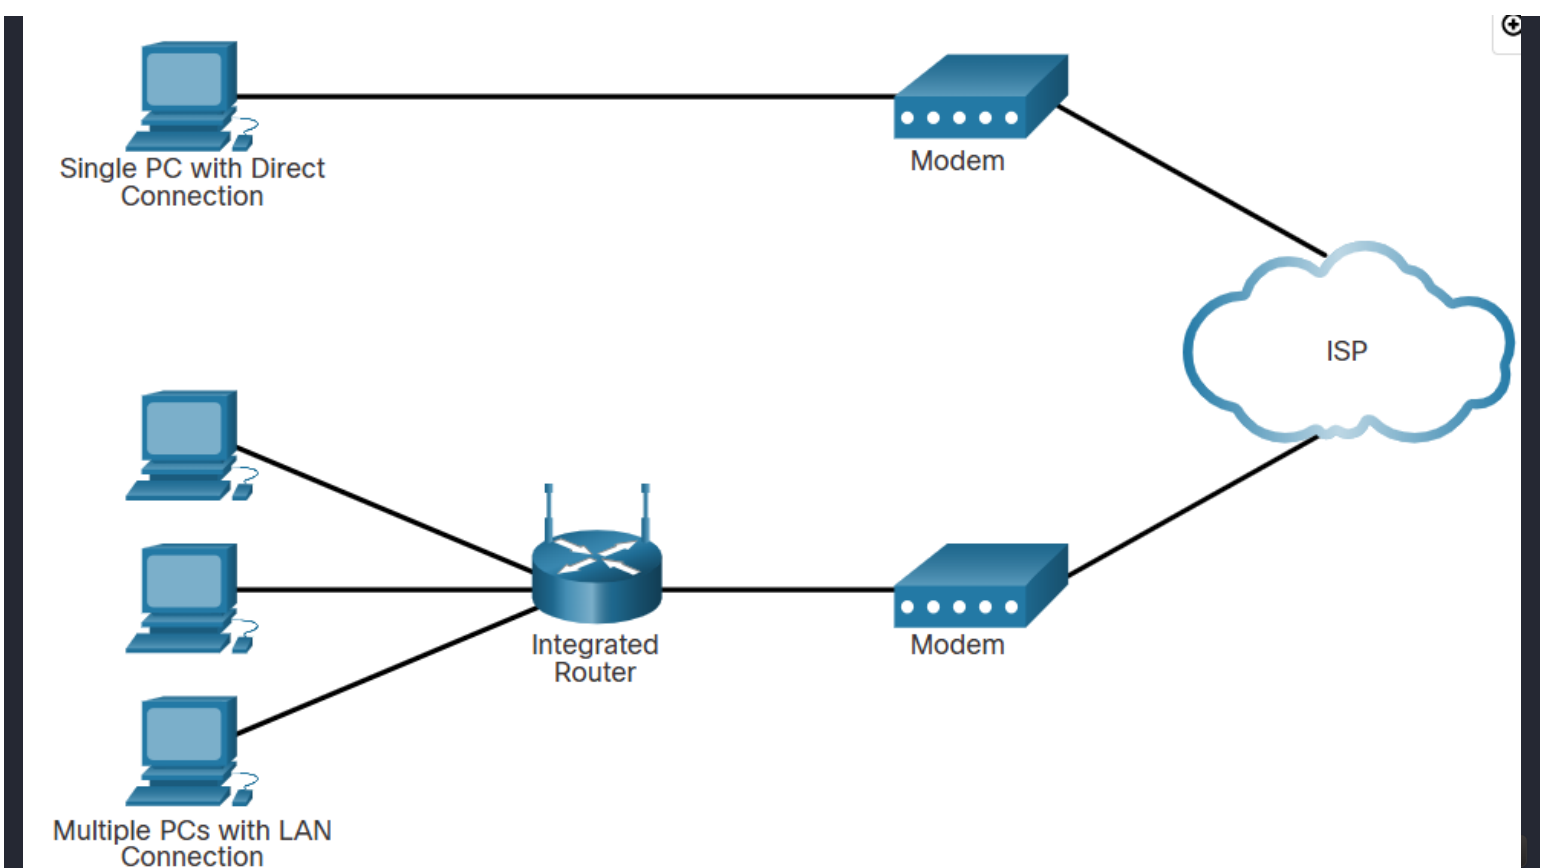 Single PC with Direct
Connection
Modem
ISP
Integrated
Router
Modem
Multiple PCs with LAN
Connection